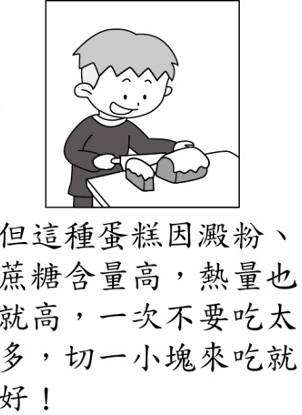 但這種蛋糕因澱粉、
蔗糖含量高，熱量也
就高，一次不要吃太
多，切一小塊來吃就
好！